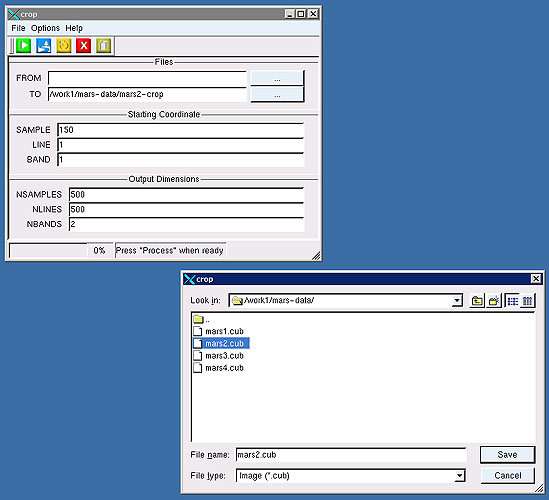 crop
File Options Help
Files
FROM ...
TO /work1/mars-data/mars2-crop ...
Starting Coordinate
SAMPLE 150
LINE 1
BAND 1
Output Dimensions
NSAMPLES 500
NLINES 500
NBANDS 2
0% Press "Process" when ready
crop
Look in: /work1/mars-data/
..
mars1.cub
mars2.cub
mars3.cub
mars4.cub
File name: mars2.cub Save
File type: Image (*.cub) Cancel